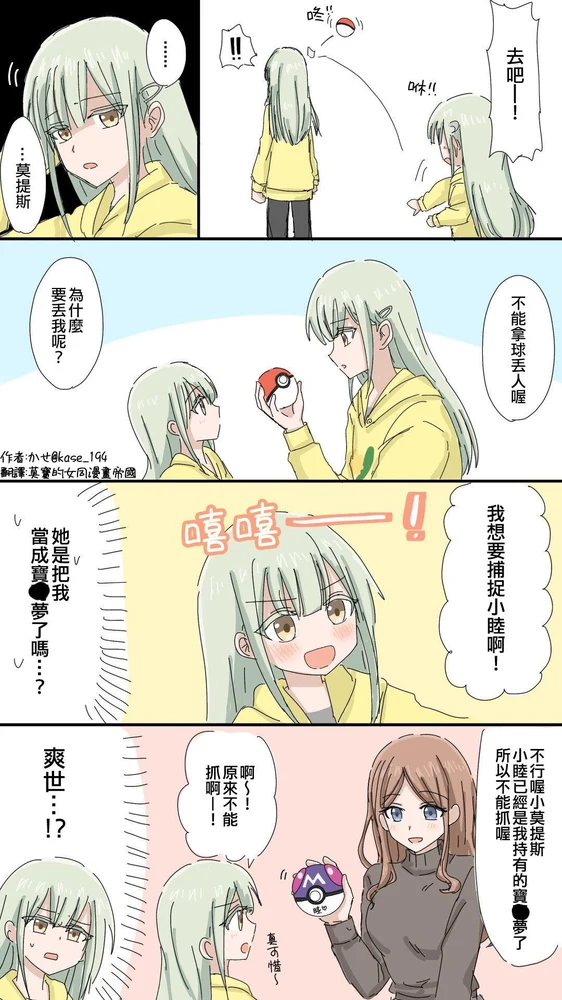 去吧──！
咻!!
咚
!!
……
…莫提斯
不能拿球丟人喔
為什麼
要丟我呢？
作者:かせ@kase_194
翻譯:莫寶的女同漫畫帝國
嘻嘻──！
我想要捕捉小睦啊！
她是把我
當成寶●夢了
嗎…？
不行喔小莫提斯
小睦已經是我持有的寶●夢了
所以不能抓喔
M
睦♡
啊～！
原來不能
抓啊─！
真可惜～
爽世…!?